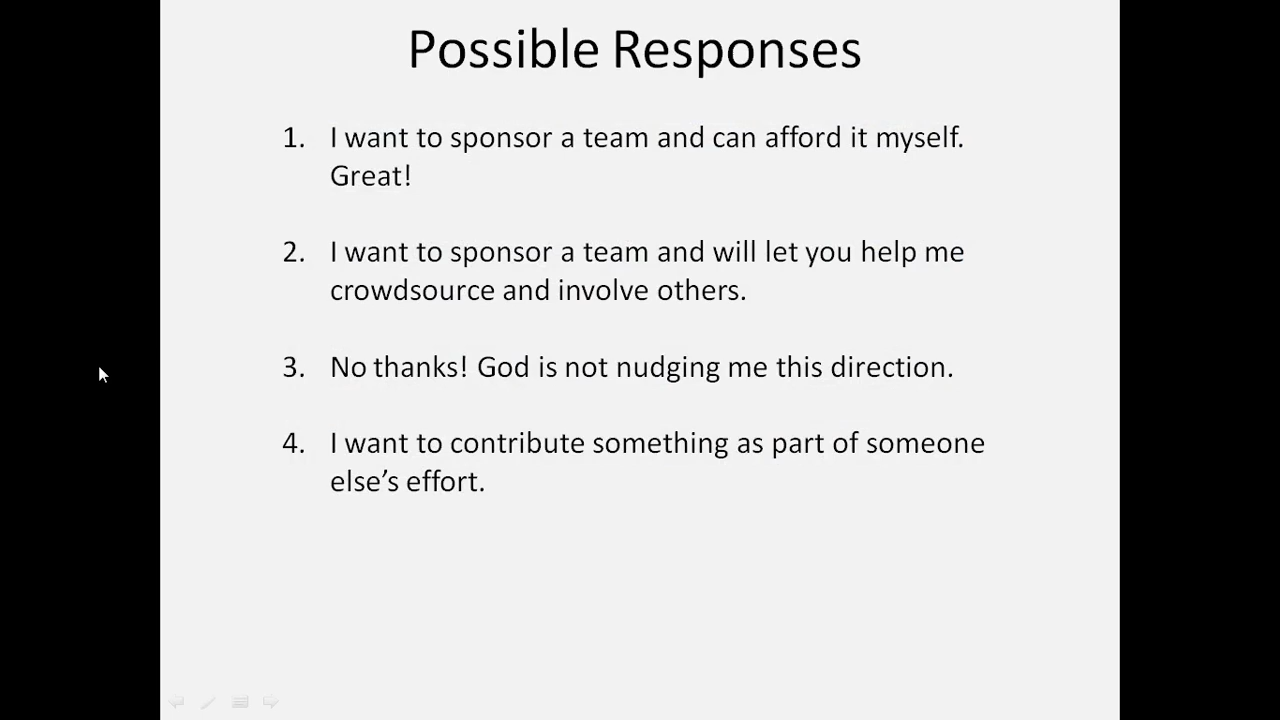 Possible Responses
1. I want to sponsor a team and can afford it myself.
Great!
2. I want to sponsor a team and will let you help me
crowdsource and involve others.
3. No thanks! God is not nudging me this direction.
4. I want to contribute something as part of someone
else’s effort.